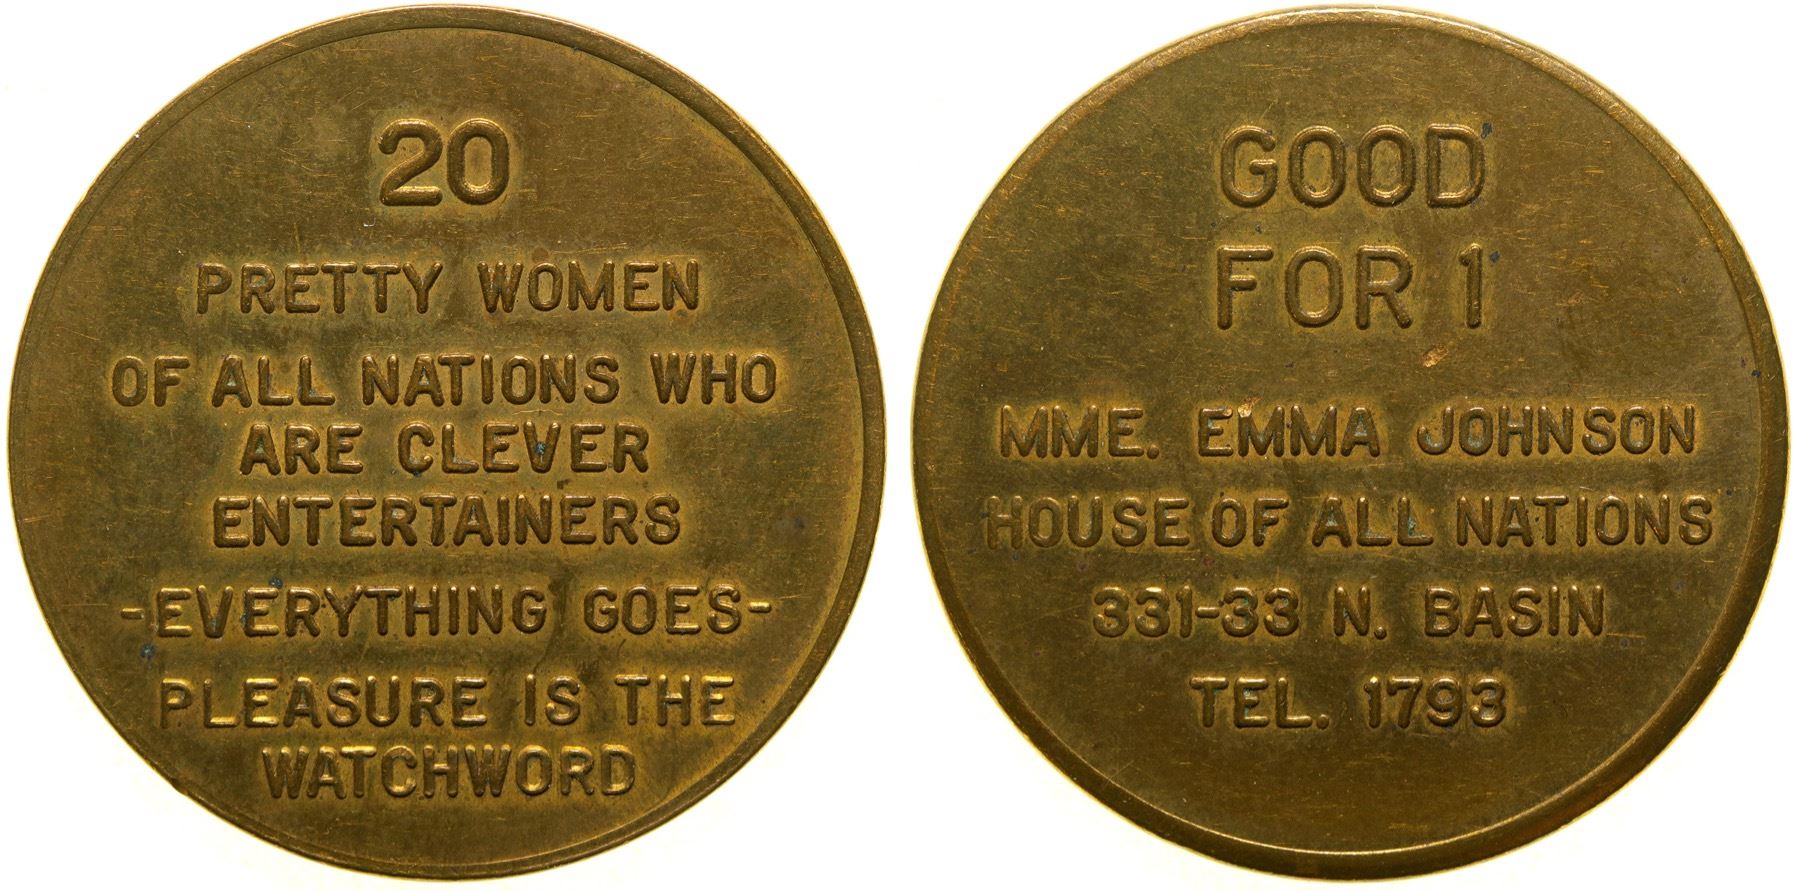 20
PRETTY WOMEN
OF ALL NATIONS WHO
ARE CLEVER
ENTERTAINERS
-EVERYTHING GOES-
PLEASURE IS THE
WATCHWORD
GOOD
FOR 1
MME. EMMA JOHNSON
HOUSE OF ALL NATIONS
331-33 N. BASIN
TEL. 1793